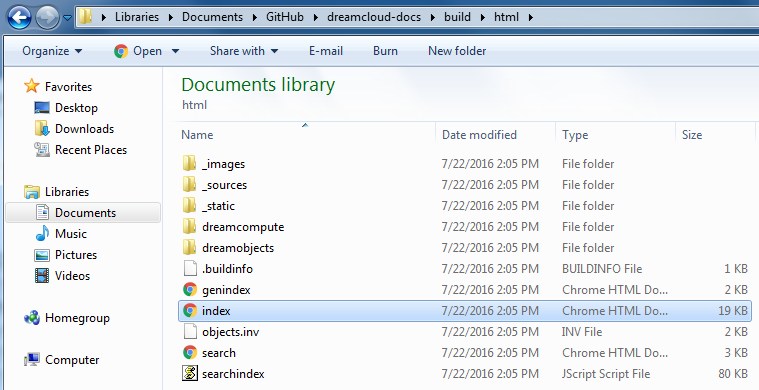 Libraries Documents GitHub dreamcloud-docs build html
Organize Open Share with E-mail Burn New folder
Favorites
Desktop
Downloads
Recent Places
Libraries
Documents
Music
Pictures
Videos
Homegroup
Computer
Documents library
html
Name Date modified Type Size
_images 7/22/2016 2:05 PM File folder
_sources 7/22/2016 2:05 PM File folder
_static 7/22/2016 2:05 PM File folder
dreamcompute 7/22/2016 2:05 PM File folder
dreamobjects 7/22/2016 2:05 PM File folder
.buildinfo 7/22/2016 2:05 PM BUILDINFO File 1 KB
genindex 7/22/2016 2:05 PM Chrome HTML Do... 2 KB
index 7/22/2016 2:05 PM Chrome HTML Do... 19 KB
objects.inv 7/22/2016 2:05 PM INV File 2 KB
search 7/22/2016 2:05 PM Chrome HTML Do... 3 KB
searchindex 7/22/2016 2:05 PM JScript Script File 80 KB